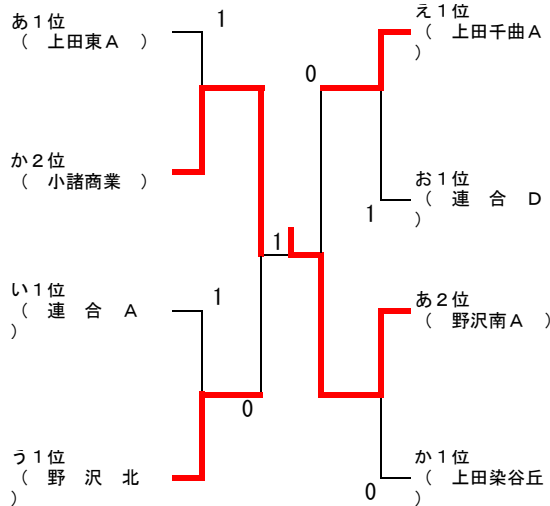 あ１位
（　上田東Ａ　）
1
か２位
（　小諸商業　）
い１位
（　連　合　Ａ
）
1
う１位
（　野　沢　北
）
0
1
え１位
（　上田千曲Ａ
）
0
お１位
（　連　合　Ｄ
）
1
あ２位
（　野沢南Ａ　）
か１位
（　上田染谷丘
）
0